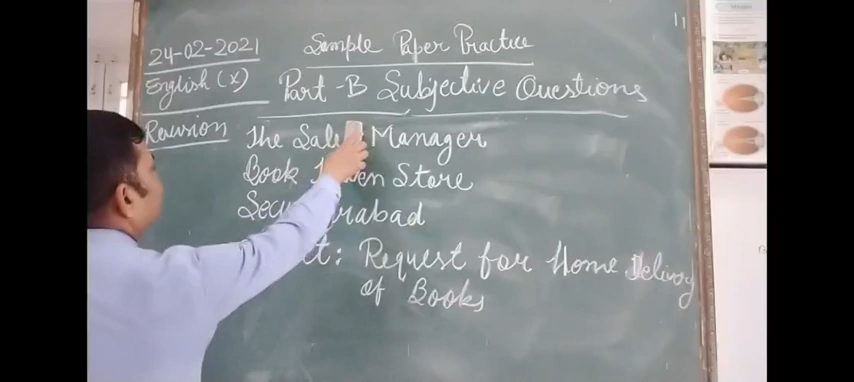 24-02-2021
Sample Paper Practice
English (X)
Part -B Subjective Questions
Revision
The Manager
Book Store
Request for Home Delivery
of Books